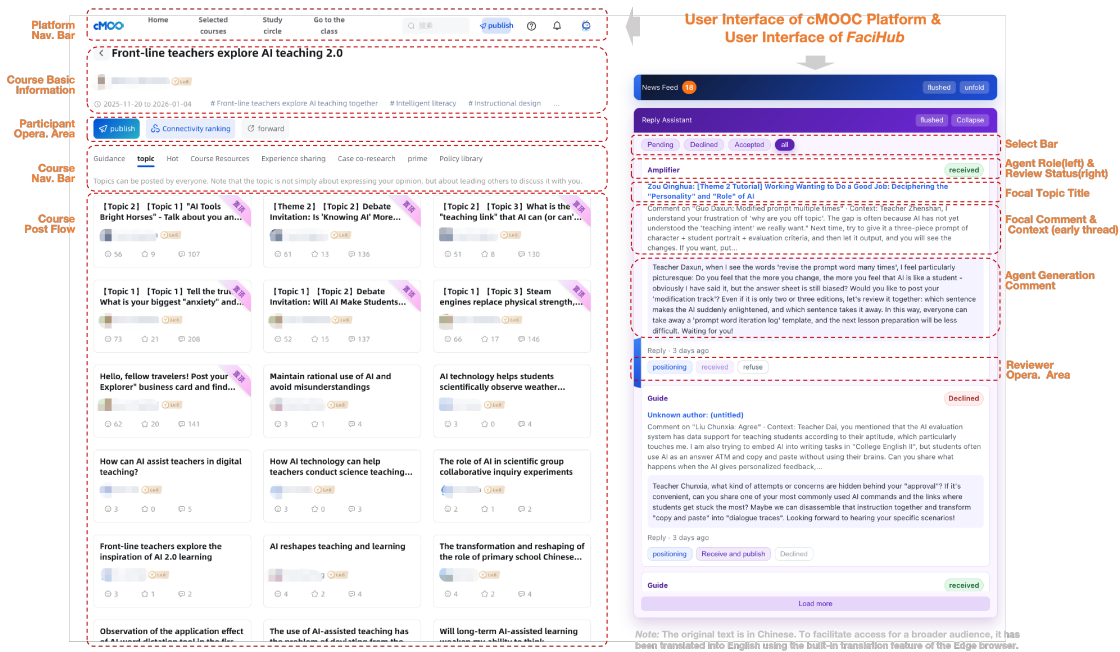 User Interface of cMOOC Platform &
User Interface of FaciHub
Platform
Nav. Bar
cMOO
Home
Selected
courses
Study
circle
Go to the
class
搜索
publish
Course Basic
Information
Front-line teachers explore AI teaching 2.0
2025-11-20 to 2026-01-04
# Front-line teachers explore AI teaching together
# Intelligent literacy
# Instructional design
...
Participant
Opera. Area
publish
Connectivity ranking
forward
Course
Nav. Bar
Guidance
topic
Hot
Course Resources
Experience sharing
Case co-research
prime
Policy library
Topics can be posted by everyone. Note that the topic is not simply about expressing your opinion, but about leading others to discuss it with you.
Course
Post Flow
【Topic 2】 【Topic 1】 "AI Tools
Bright Horses" - Talk about you an...
56 9 107
【Theme 2】 【Topic 2】 Debate
Invitation: Is 'Knowing AI' More...
61 13 136
【Topic 2】 【Topic 3】 What is the
"teaching link" that AI can (or can'...
51 8 130
【Topic 1】 【Topic 1】 Tell the truth
What is your biggest "anxiety" and...
73 21 208
【Topic 1】 【Topic 2】 Debate
Invitation: Will AI Make Students...
52 15 137
【Topic 1】 【Topic 3】 Steam
engines replace physical strength,...
66 17 146
Hello, fellow travelers! Post your
Explorer" business card and find...
62 20 141
Maintain rational use of AI and
avoid misunderstandings
3 1 4
AI technology helps students
scientifically observe weather...
3 0 4
How can AI assist teachers in digital
teaching?
3 0 5
How AI technology can help
teachers conduct science teaching...
3 0 3
The role of AI in scientific group
collaborative inquiry experiments
2 1 2
Front-line teachers explore the
inspiration of AI 2.0 learning
3 1 2
AI reshapes teaching and learning
4 2 4
The transformation and reshaping of
the role of primary school Chinese...
4 2 4
Observation of the application effect
The use of AI-assisted teaching has
Will long-term AI-assisted learning
News Feed 18
flushed
unfold
Reply Assistant
flushed
Collapse
Pending
Declined
Accepted
all
Select Bar
Amplifier
received
Agent Role(left) &
Review Status(right)
Zou Qinghua: [Theme 2 Tutorial] Working Wanting to Do a Good Job: Deciphering the
"Personality" and "Role" of AI
Focal Topic Title
Comment on "Guo Daxun: Modified prompt multiple times" · Context: Teacher Zhenshan, I
understand your frustration of 'why are you off topic'. The gap is often because AI has not yet
understood the 'teaching intent' we really want." Next time, try to give it a three-piece prompt of
character + student portrait + evaluation criteria, and then let it output, and you will see the
changes. If you want, put...
Focal Comment &
Context (early thread)
Teacher Daxun, when I see the words 'revise the prompt word many times', I feel particularly
picturesque: Do you feel that the more you change, the more you feel that AI is like a student -
obviously I have said it, but the answer sheet is still biased? Would you like to post your
'modification track'? Even if it is only two or three editions, let's review it together: which sentence
makes the AI suddenly enlightened, and which sentence takes it away. In this way, everyone can
take away a 'prompt word iteration log' template, and the next lesson preparation will be less
difficult. Waiting for you!
Agent Generation
Comment
Reply · 3 days ago
positioning
received
refuse
Reviewer
Opera. Area
Guide
Declined
Unknown author: (untitled)
Comment on "Liu Chunxia: Agree" · Context: Teacher Dai, you mentioned that the AI evaluation
system has data support for teaching students according to their aptitude, which particularly
touches me. I am also trying to embed AI into writing tasks in "College English II", but students often
use AI as an answer ATM and copy and paste without using their brains. Can you share what
happens when the AI gives personalized feedback,...
Teacher Chunxia, what kind of attempts or concerns are hidden behind your "approval"? If it's
convenient, can you share one of your most commonly used AI commands and the links where
students get stuck the most? Maybe we can disassemble that instruction together and transform
"copy and paste" into "dialogue traces". Looking forward to hearing your specific scenarios!
Reply · 3 days ago
positioning
Receive and publish
Declined
Guide
received
Load more
Note: The original text is in Chinese. To facilitate access for a broader audience, it has
been translated into English using the built-in translation feature of the Edge browser.